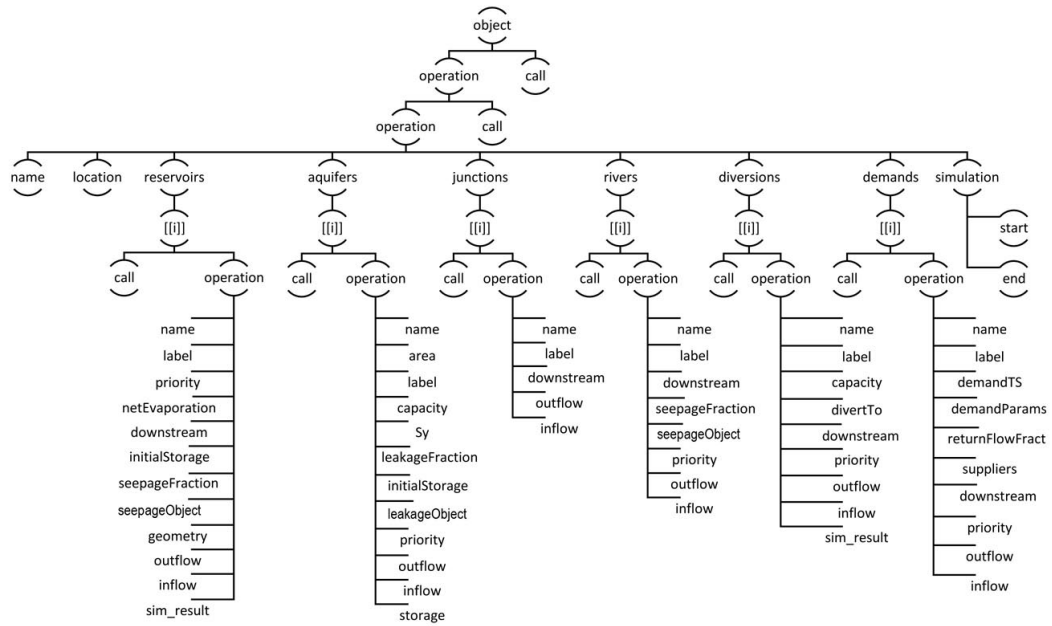 object
operation
call
operation
call
name
location
reservoirs
aquifers
junctions
rivers
diversions
demands
simulation
[[i]]
[[i]]
[[i]]
[[i]]
[[i]]
[[i]]
start
end
call
operation
name
label
priority
netEvaporation
downstream
initialStorage
seepageFraction
seepageObject
geometry
outflow
inflow
sim_result
call
operation
name
area
label
capacity
Sy
leakageFraction
initialStorage
leakageObject
priority
outflow
inflow
storage
call
operation
name
label
downstream
outflow
inflow
call
operation
name
label
downstream
seepageFraction
seepageObject
priority
outflow
inflow
call
operation
name
label
capacity
divertTo
downstream
priority
outflow
inflow
sim_result
call
operation
name
label
demandTS
demandParams
returnFlowFract
suppliers
downstream
priority
outflow
inflow